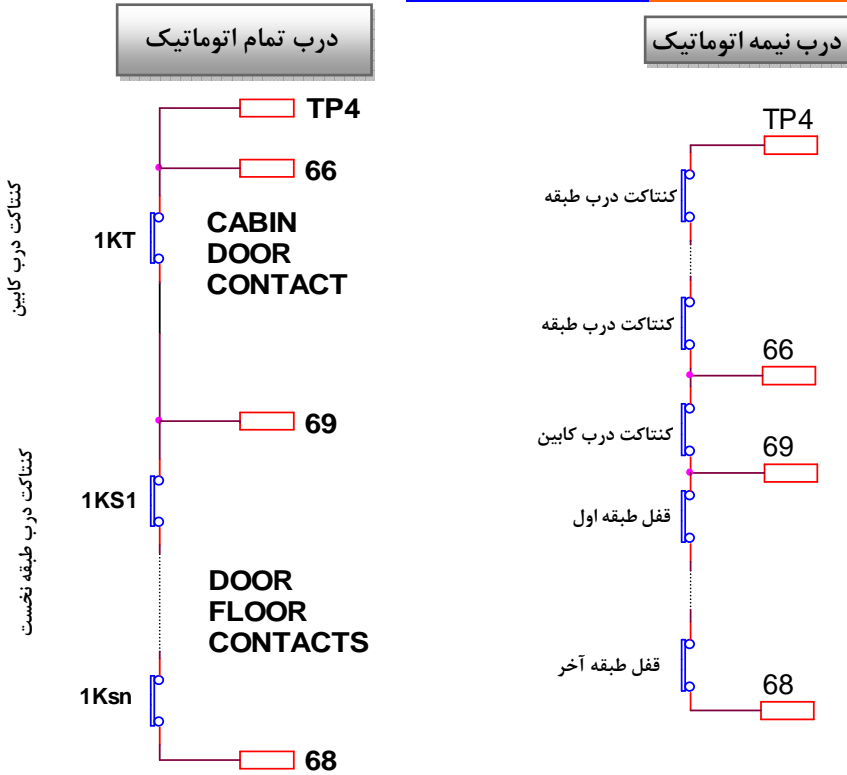 درب تمام اتوماتیک
TP4
66
1KT
CABIN
DOOR
CONTACT
کنتاکت درب کابین
69
1KS1
کنتاکت درب طبقه نخست
DOOR
FLOOR
CONTACTS
1Ksn
68
درب نیمه اتوماتیک
TP4
کنتاکت درب طبقه
کنتاکت درب طبقه
66
کنتاکت درب کابین
69
قفل طبقه اول
قفل طبقه آخر
68